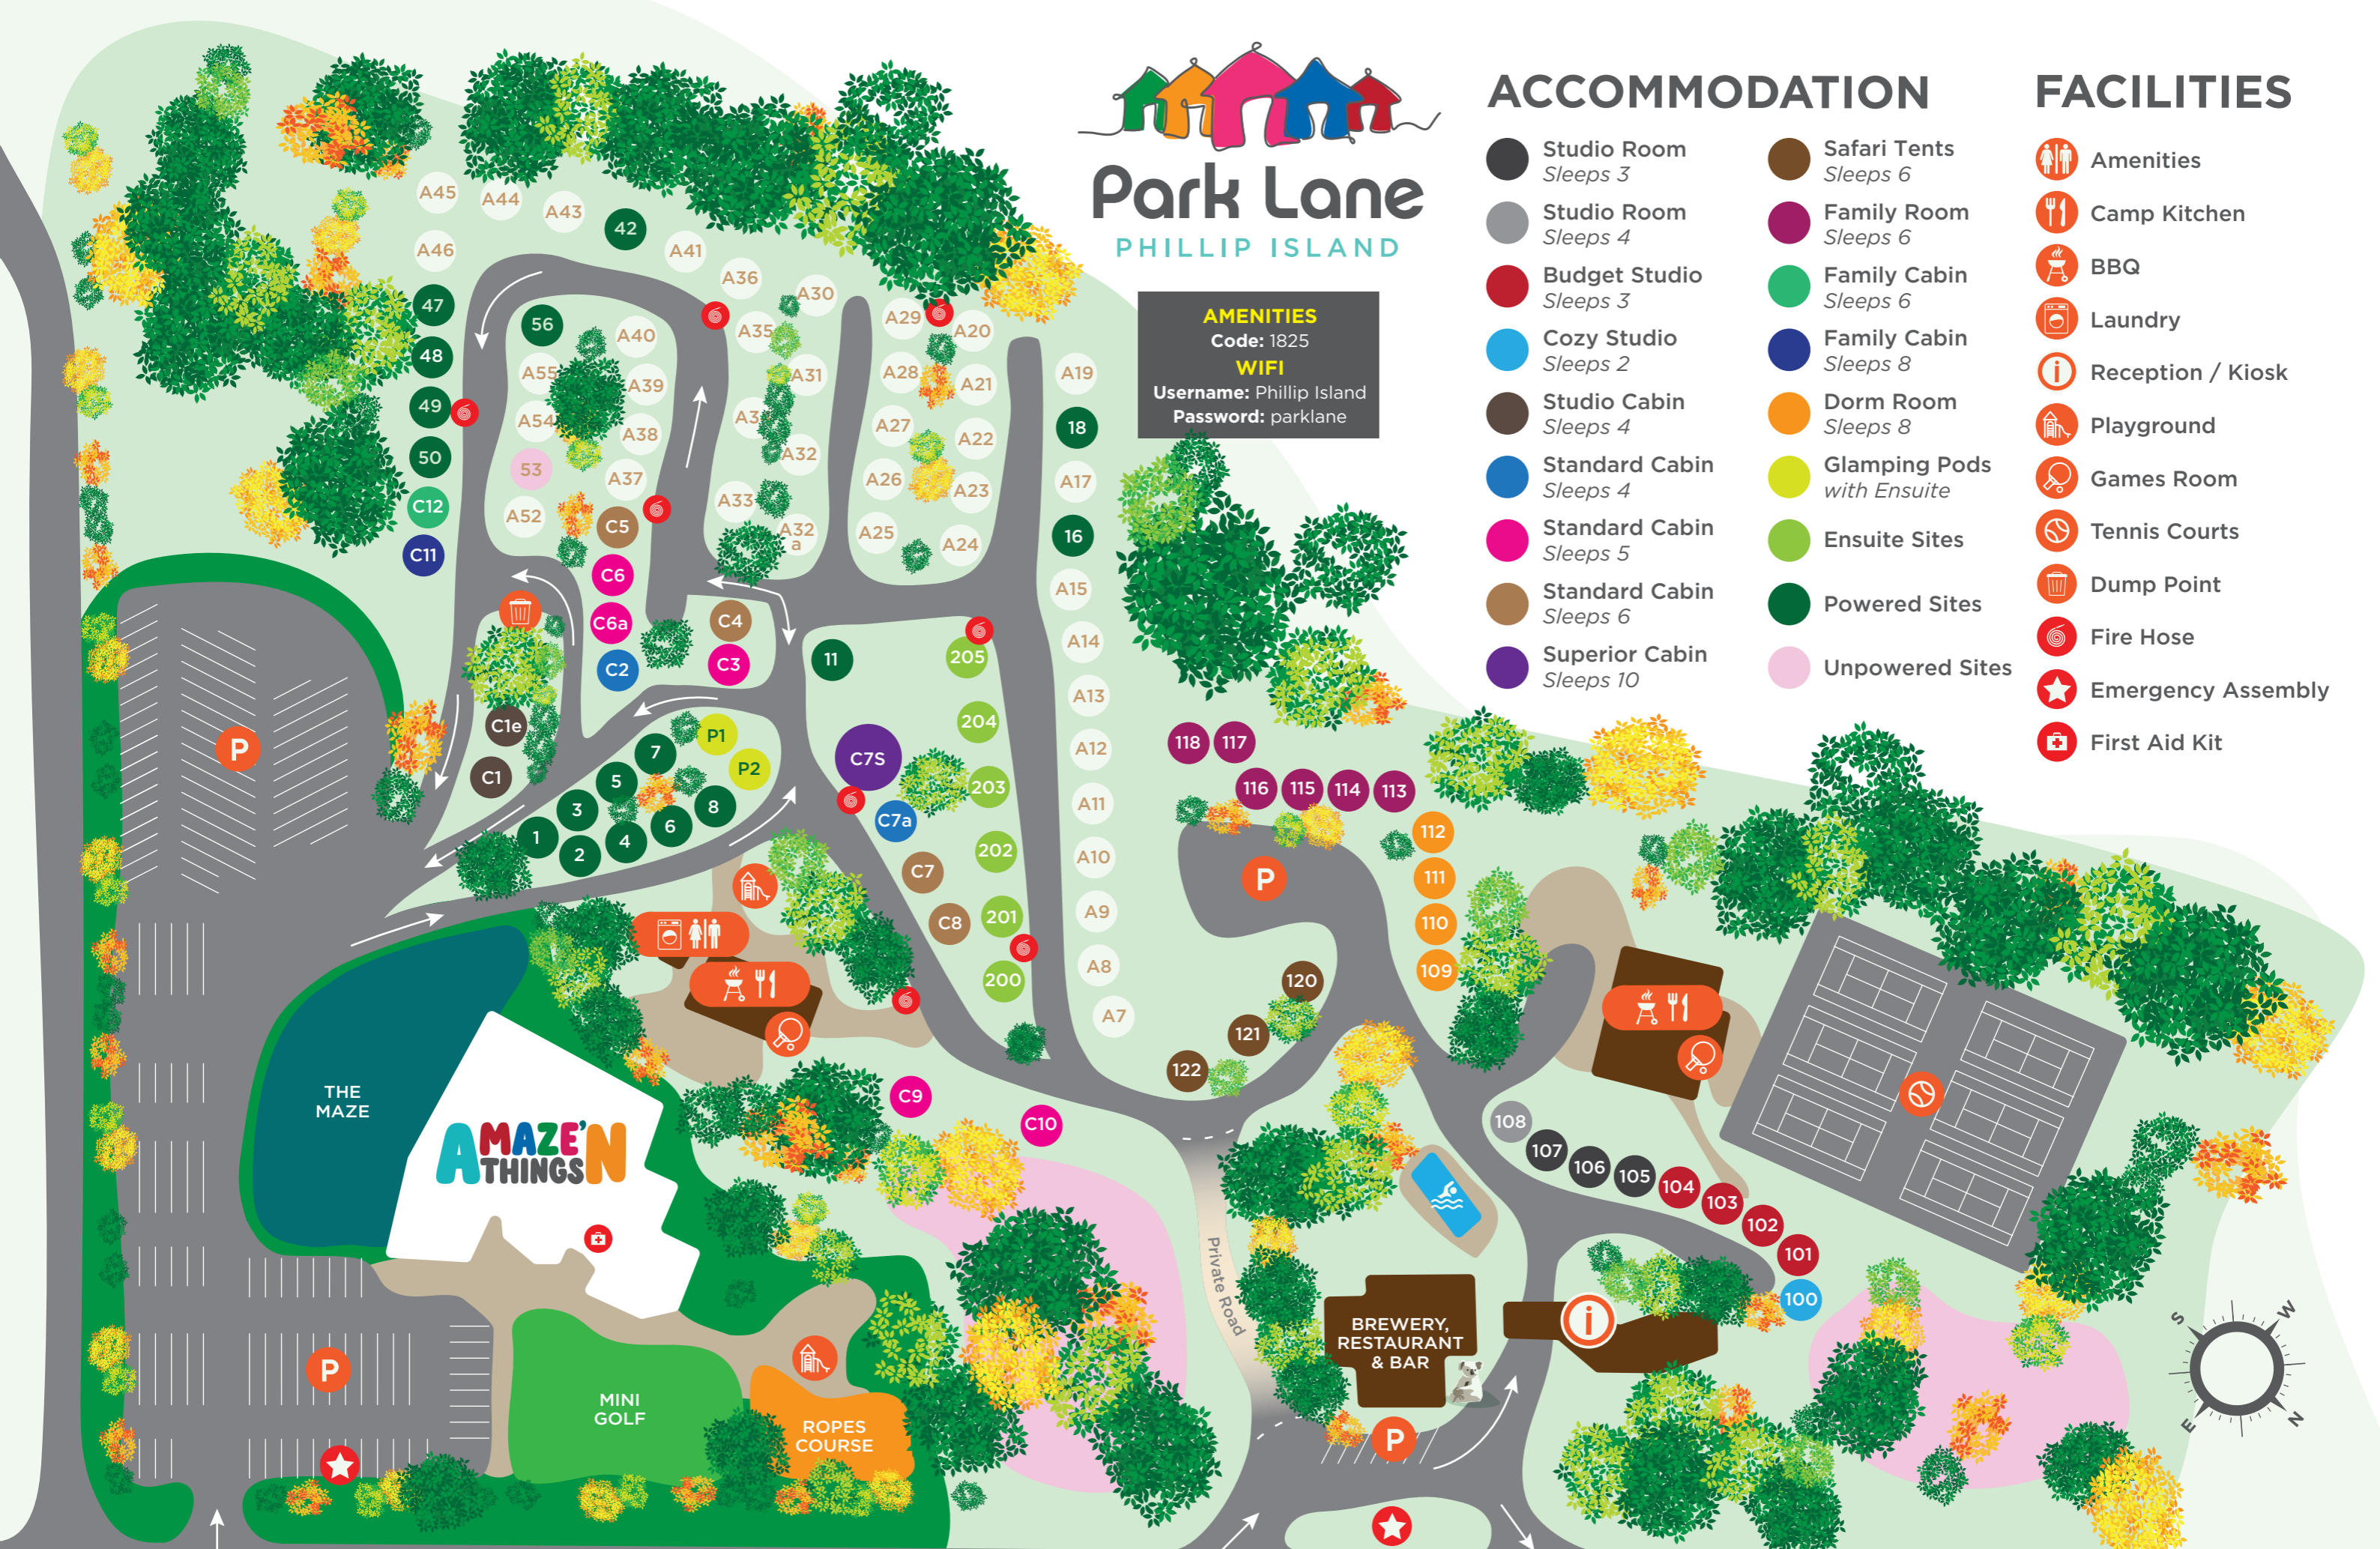 Park Lane
PHILLIP ISLAND
AMENITIES
Code: 1825
WIFI
Username: Phillip Island
Password: parklane
ACCOMMODATION
Studio Room
Sleeps 3
Studio Room
Sleeps 4
Budget Studio
Sleeps 3
Cozy Studio
Sleeps 2
Studio Cabin
Sleeps 4
Standard Cabin
Sleeps 4
Standard Cabin
Sleeps 5
Standard Cabin
Sleeps 6
Superior Cabin
Sleeps 10
Safari Tents
Sleeps 6
Family Room
Sleeps 6
Family Cabin
Sleeps 6
Family Cabin
Sleeps 8
Dorm Room
Sleeps 8
Glamping Pods
with Ensuite
Ensuite Sites
Powered Sites
Unpowered Sites
FACILITIES
Amenities
Camp Kitchen
BBQ
Laundry
Reception / Kiosk
Playground
Games Room
Tennis Courts
Dump Point
Fire Hose
Emergency Assembly
First Aid Kit
A45
A44
A43
42
A41
A46
A36
A30
47
48
49
50
C12
C11
56
A40
A55
A39
A54
A38
53
A37
A52
C5
C6
C6a
C2
C4
C3
A35
A31
A3
A32
A33
A32
a
A29
A20
A28
A21
A27
A22
A26
A23
A25
A24
A19
18
A17
16
A15
A14
A13
A12
A11
A10
A9
A8
A7
11
205
204
203
202
201
200
C7S
C7a
C7
C8
C1e
C1
P1
P2
7
5
3
1
8
6
4
2
P
118
117
116
115
114
113
112
111
110
109
P
120
121
122
C9
C10
108
107
106
105
104
103
102
101
100
THE
MAZE
AMAZE'N
THINGS
P
MINI
GOLF
ROPES
COURSE
Private Road
BREWERY,
RESTAURANT
& BAR
i
P
S
W
E
N